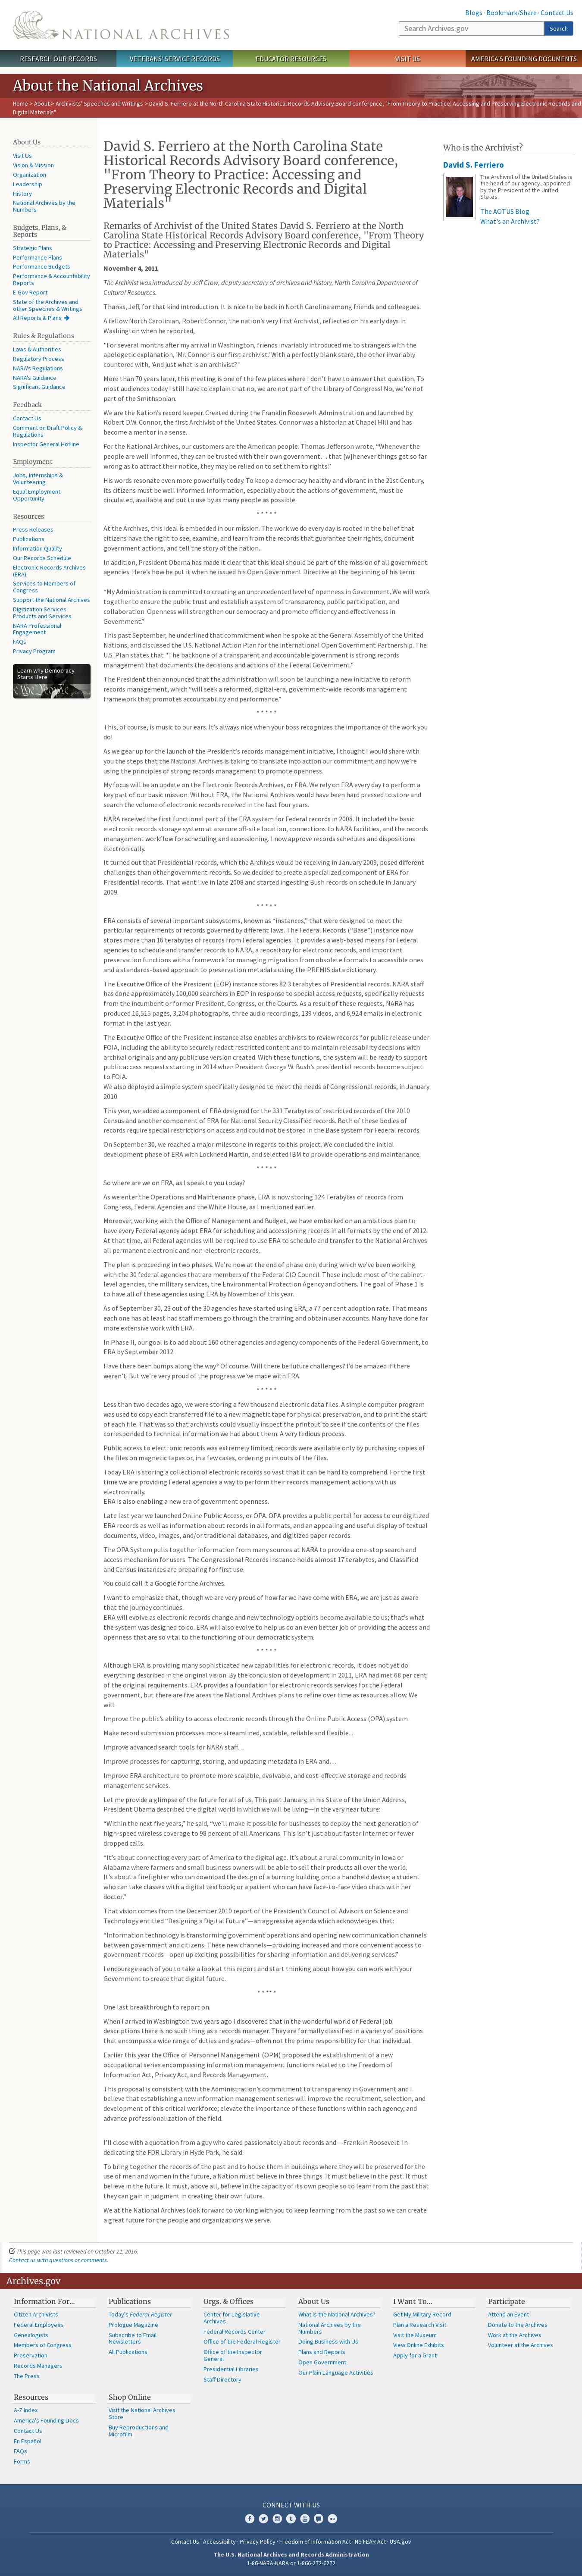 Blogs · Bookmark/Share · Contact Us
NATIONAL ARCHIVES
Search Archives.gov
Search
RESEARCH OUR RECORDS
VETERANS' SERVICE RECORDS
EDUCATOR RESOURCES
VISIT US
AMERICA'S FOUNDING DOCUMENTS
About the National Archives
Home > About > Archivists' Speeches and Writings > David S. Ferriero at the North Carolina State Historical Records Advisory Board conference, "From Theory to Practice: Accessing and Preserving Electronic Records and
Digital Materials"
About Us
Visit Us
Vision & Mission
Organization
Leadership
History
National Archives by the
Numbers
Budgets, Plans, &
Reports
Strategic Plans
Performance Plans
Performance Budgets
Performance & Accountability
Reports
E-Gov Report
State of the Archives and
other Speeches & Writings
All Reports & Plans
Rules & Regulations
Laws & Authorities
Regulatory Process
NARA's Regulations
NARA's Guidance
Significant Guidance
Feedback
Contact Us
Comment on Draft Policy &
Regulations
Inspector General Hotline
Employment
Jobs, Internships &
Volunteering
Equal Employment
Opportunity
Resources
Press Releases
Publications
Information Quality
Our Records Schedule
Electronic Records Archives
(ERA)
Services to Members of
Congress
Support the National Archives
Digitization Services
Products and Services
NARA Professional
Engagement
FAQs
Privacy Program
Learn why Democracy
Starts Here
David S. Ferriero at the North Carolina State
Historical Records Advisory Board conference,
"From Theory to Practice: Accessing and
Preserving Electronic Records and Digital
Materials"
Remarks of Archivist of the United States David S. Ferriero at the North
Carolina State Historical Records Advisory Board conference, "From Theory
to Practice: Accessing and Preserving Electronic Records and Digital
Materials"
November 4, 2011
The Archivist was introduced by Jeff Crow, deputy secretary of archives and history, North Carolina Department of
Cultural Resources.
Thanks, Jeff, for that kind introduction. It is nice to be back in North Carolina among friends and colleagues.
A fellow North Carolinian, Robert Connor, the nation's very first Archivist, reflected on his early days in
Washington when he reported,
"For several months after my arrival in Washington, friends invariably introduced me to strangers with the
apologetic explanation, 'Mr. Connor is our first archivist.' With a perfectly blank stare, the other invariably
countered with, 'And just what is an archivist?'"
More than 70 years later, this meeting is one of the few places where I don't have to answer that question. To
most audiences today I still have to explain who we are, what we do, and, most important, that we are not part
of the Smithsonian.
We are the Nation's record keeper. Created during the Franklin Roosevelt Administration and launched by
Robert D.W. Connor, the first Archivist of the United States. Connor was a historian at Chapel Hill and has
become a mentor in a sense.
For the National Archives, our customers are the American people. Thomas Jefferson wrote, "Whenever the
people are well informed, they can be trusted with their own government… that [w]henever things get so far
wrong as to attract their notice, they may be relied on to set them to rights."
His words resonate even more powerfully today. To keep a democracy healthy and vibrant in the 21st Century,
its citizens must be well informed. Information, especially about the business of government, must be
circulated, available and put to use by as many people as possible.
* * * * *
At the Archives, this ideal is embedded in our mission. The work we do every day is rooted in the belief that
citizens have the right to see, examine, and learn from the records that guarantee their rights, document
government actions, and tell the story of the nation.
In addition, President Obama has made it clear that this ideal should be part of the mission of all government
agencies. Here's how he put it when he issued his Open Government Directive at the beginning of his term:
"My Administration is committed to creating an unprecedented level of openness in Government. We will work
together to ensure the public trust and establish a system of transparency, public participation, and
collaboration. Openness will strengthen our democracy and promote efficiency and effectiveness in
Government."
This past September, he underlined that commitment when he spoke to the General Assembly of the United
Nations, and disclosed the U.S. National Action Plan for the international Open Government Partnership. The
U.S. Plan states that "The backbone of a transparent and accountable government is strong records
management that documents the decisions and actions of the Federal Government."
The President then announced that the administration will soon be launching a new initiative to reform
records management, which "will seek a reformed, digital-era, government-wide records management
framework that promotes accountability and performance."
* * * * *
This, of course, is music to our ears. It's always nice when your boss recognizes the importance of the work you
do!
As we gear up for the launch of the President's records management initiative, I thought I would share with
you the steps that the National Archives is taking to translate into action our commitment and how we're
using the principles of strong records management to promote openness.
My focus will be an update on the Electronic Records Archives, or ERA. We rely on ERA every day to perform a
basic part of our basic mission. Without ERA, the National Archives would have been hard pressed to store and
search the volume of electronic records received in the last four years.
NARA received the first functional part of the ERA system for Federal records in 2008. It included the basic
electronic records storage system at a secure off-site location, connections to NARA facilities, and the records
management workflow for scheduling and accessioning. Most of our records scheduling is now done
electronically.
It turned out that Presidential records, which the Archives would be receiving in January 2009, posed different
challenges than other government records. So we decided to create a specialized component of ERA for
Presidential records. That went live in late 2008 and started ingesting Bush records on schedule in January
2009.
* * * * *
ERA consists of several important subsystems, known as "instances," that were designed to meet the
particular requirements of records governed by different laws. The Federal Records ("Base") instance now
stores more than 16 terabytes of records from Federal agencies. It provides a web-based means for Federal
agencies to schedule and transfer records to NARA, a repository for electronic records, and important
preservation functions with a framework for managing migration from obsolete formats to accessible ones
and a standards-based approach to preservation metadata using the PREMIS data dictionary.
The Executive Office of the President (EOP) instance stores 82.3 terabytes of Presidential records. NARA staff
has done approximately 100,000 searchers in EOP in response to special access requests, specifically requests
from the incumbent or former President, Congress, or the Courts. As a result of these requests, NARA has
produced 16,515 pages, 3,204 photographs, three audio recordings, 139 videos, and 6,924 emails in electronic
format in the last year.
The Executive Office of the President instance also enables archivists to review records for public release under
FOIA, including the ability to securely redact restricted content and to maintain releasability decisions with
archival originals and any public use version created. With these functions, the system will be ready to support
public access requests starting in 2014 when President George W. Bush's presidential records become subject
to FOIA.
We also deployed a simple system specifically designed to meet the needs of Congressional records, in January
2010.
This year, we added a component of ERA designed for the 331 Terabytes of restricted records of the 2010
Census and another component of ERA for National Security Classified records. Both of these bodies of
records require special restrictions on access and could not be stored in the Base system for Federal records.
On September 30, we reached a major milestone in regards to this project. We concluded the initial
development phase of ERA with Lockheed Martin, and selected IBM to provide operations and maintenance.
* * * * *
So where are we on ERA, as I speak to you today?
As we enter the Operations and Maintenance phase, ERA is now storing 124 Terabytes of records from
Congress, Federal Agencies and the White House, as I mentioned earlier.
Moreover, working with the Office of Management and Budget, we have embarked on an ambitious plan to
have every Federal agency adopt ERA for scheduling and accessioning records in all formats by the end of 2012.
At that time, all Federal agencies will be required to use ERA to schedule and transfer to the National Archives
all permanent electronic and non-electronic records.
The plan is proceeding in two phases. We're now at the end of phase one, during which we've been working
with the 30 federal agencies that are members of the Federal CIO Council. These include most of the cabinet-
level agencies, the military services, the Environmental Protection Agency and others. The goal of Phase 1 is
to have all of these agencies using ERA by November of this year.
As of September 30, 23 out of the 30 agencies have started using ERA, a 77 per cent adoption rate. That means
each one has at least had staff members go through the training and obtain user accounts. Many have done far
more extensive work with ERA.
In Phase II, our goal is to add about 160 other agencies and agency components of the Federal Government, to
ERA by September 2012.
Have there been bumps along the way? Of course. Will there be future challenges? I'd be amazed if there
weren't. But we're very proud of the progress we've made with ERA.
* * * * *
Less than two decades ago, we were storing a few thousand electronic data files. A simple computer program
was used to copy each transferred file to a new magnetic tape for physical preservation, and to print out the
start of each file. That was so that archivists could visually inspect the printout to see if the contents of the file
corresponded to technical information we had about them: A very tedious process.
Public access to electronic records was extremely limited; records were available only by purchasing copies of
the files on magnetic tapes or, in a few cases, ordering printouts of the files.
Today ERA is storing a collection of electronic records so vast that it can be hard to comprehend. For the first
time we are providing Federal agencies a way to perform their records management actions with us
electronically.
ERA is also enabling a new era of government openness.
Late last year we launched Online Public Access, or OPA. OPA provides a public portal for access to our digitized
ERA records as well as information about records in all formats, and an appealing and useful display of textual
documents, video, images, and/or traditional databases, and digitized paper records.
The OPA System pulls together information from many sources at NARA to provide a one-stop search and
access mechanism for users. The Congressional Records Instance holds almost 17 terabytes, and Classified
and Census instances are preparing for first use.
You could call it a Google for the Archives.
I want to emphasize that, though we are very proud of how far we have come with ERA, we are just aware
that the journey continues.
ERA will evolve as electronic records change and new technology options become available to us; that's what
the system was designed to do. ERA will also evolve to help us do an even better job of providing to the American
people the records that are so vital to the functioning of our democratic system.
* * * * *
Although ERA is providing many sophisticated new capabilities for electronic records, it does not yet do
everything described in the original vision. By the conclusion of development in 2011, ERA had met 68 per cent
of the original requirements. ERA provides a foundation for electronic records services for the Federal
government, but there are five areas the National Archives plans to refine over time as resources allow. We
will:
Improve the public's ability to access electronic records through the Online Public Access (OPA) system
Make record submission processes more streamlined, scalable, reliable and flexible…
Improve advanced search tools for NARA staff…
Improve processes for capturing, storing, and updating metadata in ERA and…
Improve ERA architecture to promote more scalable, evolvable, and cost-effective storage and records
management services.
Let me provide a glimpse of the future for all of us. This past January, in his State of the Union Address,
President Obama described the digital world in which we will be living—in the very near future:
"Within the next five years," he said, "we'll make it possible for businesses to deploy the next generation of
high-speed wireless coverage to 98 percent of all Americans. This isn't just about faster Internet or fewer
dropped calls.
"It's about connecting every part of America to the digital age. It's about a rural community in Iowa or
Alabama where farmers and small business owners will be able to sell their products all over the world.
It's about a firefighter who can download the design of a burning building onto a handheld device; a student
who can take classes with a digital textbook; or a patient who can have face-to-face video chats with her
doctor."
That vision comes from the December 2010 report of the President's Council of Advisors on Science and
Technology entitled "Designing a Digital Future"—an aggressive agenda which acknowledges that:
"Information technology is transforming government operations and opening new communication channels
between government and citizens. These new channels—providing increased and more convenient access to
government records—open up exciting possibilities for sharing information and delivering services."
I encourage each of you to take a look at this report and start thinking about how you can work with your
Government to create that digital future.
* * ** *
One last breakthrough to report on.
When I arrived in Washington two years ago I discovered that in the wonderful world of Federal job
descriptions there is no such thing as a records manager. They are formally classified in a variety of positions
that encompass a wide range of duties and grades—often not the prime responsibility of that individual.
Earlier this year the Office of Personnel Management (OPM) proposed the establishment of a new
occupational series encompassing information management functions related to the Freedom of
Information Act, Privacy Act, and Records Management.
This proposal is consistent with the Administration's commitment to transparency in Government and I
believe that establishing a new information management series will improve the recruitment, selection, and
development of this critical workforce; elevate the importance of these functions within each agency; and
advance professionalization of the field.
I'll close with a quotation from a guy who cared passionately about records and —Franklin Roosevelt. In
dedicating the FDR Library in Hyde Park, he said:
To bring together the records of the past and to house them in buildings where they will be preserved for the
use of men and women in the future, a Nation must believe in three things. It must believe in the past. It must
believe in the future. It must, above all, believe in the capacity of its own people so to learn from the past that
they can gain in judgment in creating their own future.
We at the National Archives look forward to working with you to keep learning from the past so we can create
a great future for the people and organizations we serve.
Who is the Archivist?
David S. Ferriero
The Archivist of the United States is
the head of our agency, appointed
by the President of the United
States.
The AOTUS Blog
What's an Archivist?
This page was last reviewed on October 21, 2016.
Contact us with questions or comments.
Archives.gov
Information For…
Citizen Archivists
Federal Employees
Genealogists
Members of Congress
Preservation
Records Managers
The Press
Publications
Today's Federal Register
Prologue Magazine
Subscribe to Email
Newsletters
All Publications
Orgs. & Offices
Center for Legislative
Archives
Federal Records Center
Office of the Federal Register
Office of the Inspector
General
Presidential Libraries
Staff Directory
About Us
What is the National Archives?
National Archives by the
Numbers
Doing Business with Us
Plans and Reports
Open Government
Our Plain Language Activities
I Want To…
Get My Military Record
Plan a Research Visit
Visit the Museum
View Online Exhibits
Apply for a Grant
Participate
Attend an Event
Donate to the Archives
Work at the Archives
Volunteer at the Archives
Resources
A-Z Index
America's Founding Docs
Contact Us
En Español
FAQs
Forms
Shop Online
Visit the National Archives
Store
Buy Reproductions and
Microfilm
CONNECT WITH US
Contact Us · Accessibility · Privacy Policy · Freedom of Information Act · No FEAR Act · USA.gov
The U.S. National Archives and Records Administration
1-86-NARA-NARA or 1-866-272-6272